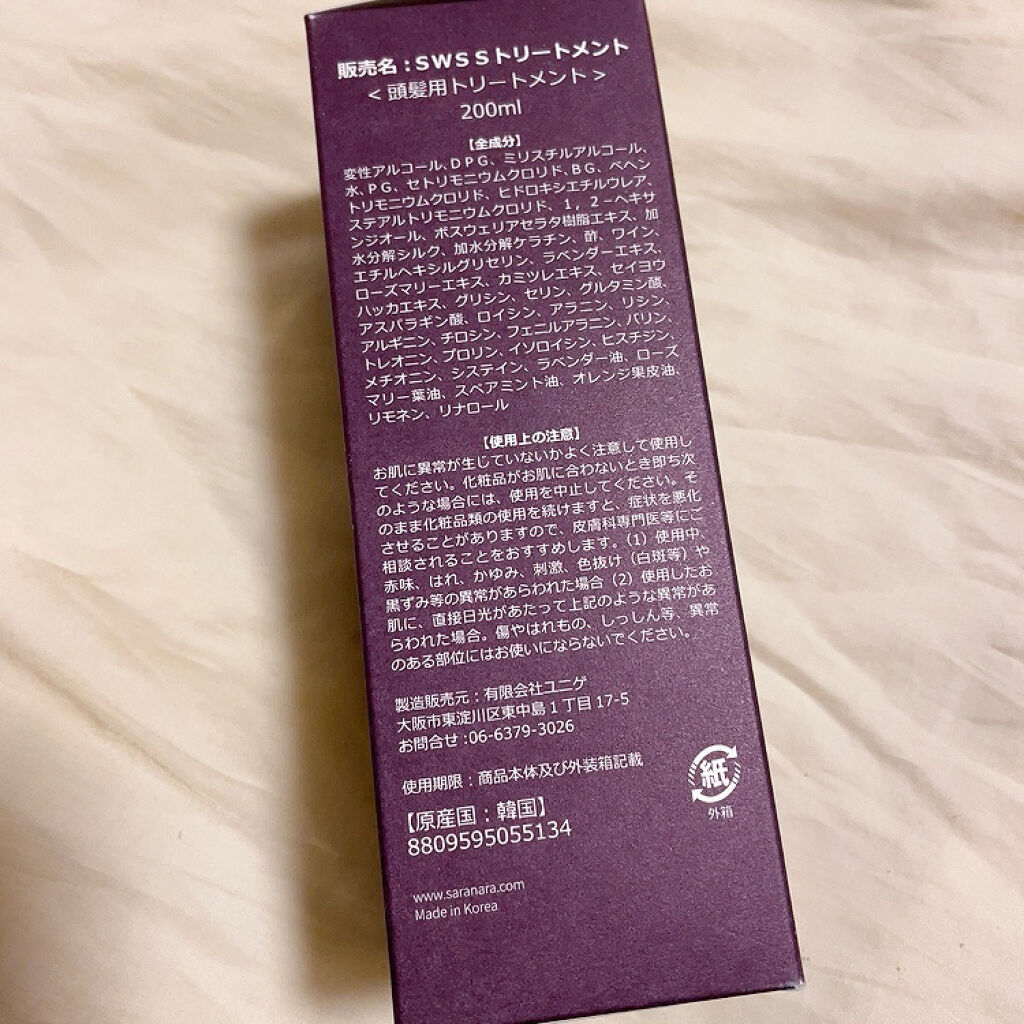 販売名：ＳＷＳＳトリートメント
＜頭髪用トリートメント＞
200ml
【全成分】
変性アルコール、ＤＰＧ、ミリスチルアルコール、
水、ＰＧ、セトリモニウムクロリド、ＢＧ、ベヘン
トリモニウムクロリド、ヒドロキシエチルウレア、
ステアルトリモニウムクロリド、１，２－ヘキサ
ンジオール、ボスウェリアセラタ樹脂エキス、加
水分解シルク、加水分解ケラチン、酢、ワイン、
エチルヘキシルグリセリン、ラベンダーエキス、
ローズマリーエキス、カミツレエキス、セイヨウ
ハッカエキス、グリシン、セリン、グルタミン酸、
アスパラギン酸、ロイシン、アラニン、リシン、
アルギニン、チロシン、フェニルアラニン、バリン、
トレオニン、プロリン、イソロイシン、ヒスチジン、
メチオニン、システイン、ラベンダー油、ローズ
マリー葉油、スペアミント油、オレンジ果皮油、
リモネン、リナロール
【使用上の注意】
お肌に異常が生じていないかよく注意して使用し
てください。化粧品がお肌に合わないとき即ち次
のような場合には、使用を中止してください。そ
のまま化粧品類の使用を続けますと、症状を悪化
させることがありますので、皮膚科専門医等にご
相談されることをおすすめします。（1）使用中、
赤味、はれ、かゆみ、刺激、色抜け（白斑等）や
黒ずみ等の異常があらわれた場合（2）使用したお
肌に、直接日光があたって上記のような異常があ
らわれた場合。傷やはれもの、しっしん等、異常
のある部位にはお使いにならないでください。
製造販売元：有限会社ユニゲ
大阪市東淀川区東中島１丁目 17-5
お問合せ：06-6379-3026
使用期限：商品本体及び外装箱記載
紙
外箱
【原産国：韓国】
8809595055134
www.saranara.com
Made in Korea